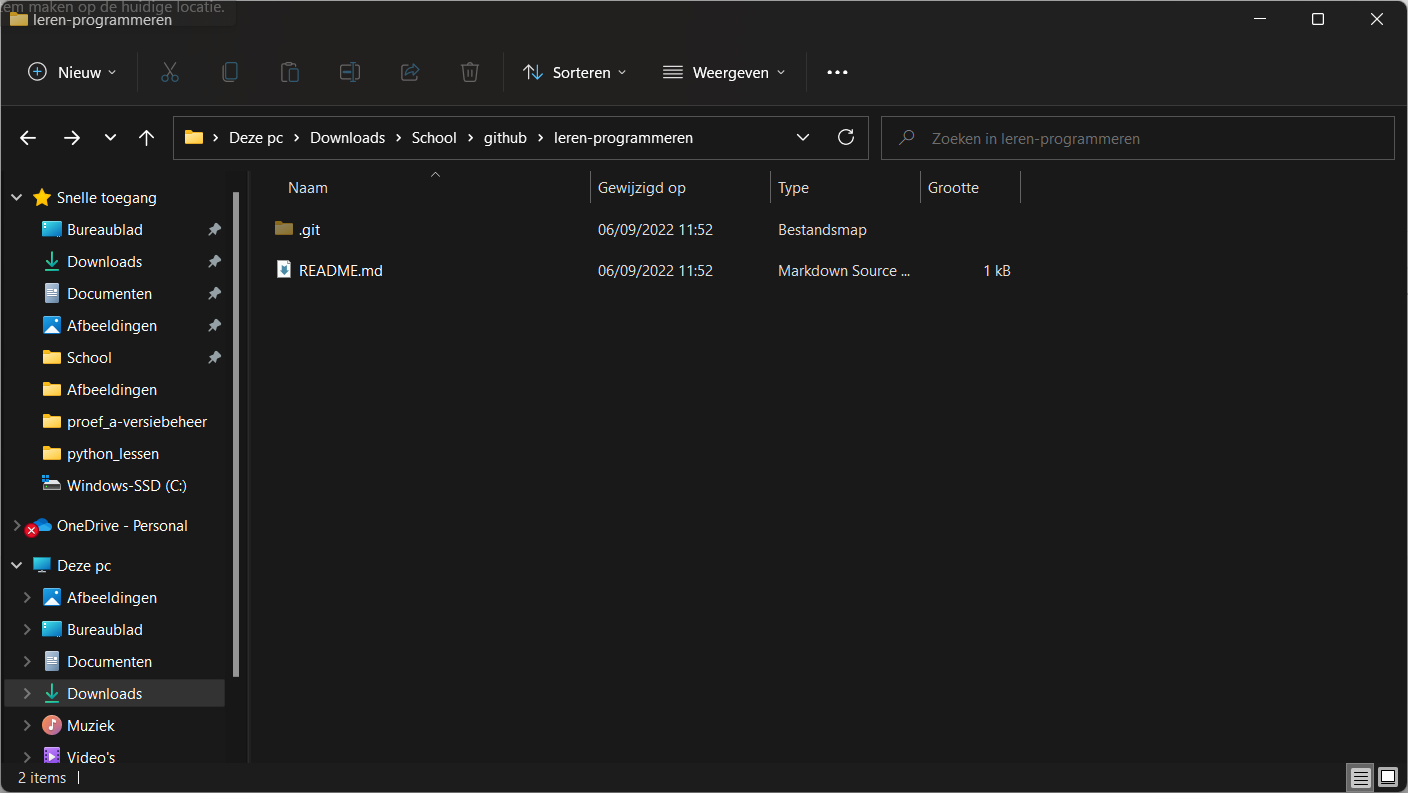 em maken op de huidige locatie.
leren-programmeren
Nieuw
Sorteren
Weergeven
Deze pc > Downloads > School > github > leren-programmeren
Zoeken in leren-programmeren
Naam Gewijzigd op Type Grootte
.git 06/09/2022 11:52 Bestandsmap
README.md 06/09/2022 11:52 Markdown Source ... 1 kB
Snelle toegang
Bureaublad
Downloads
Documenten
Afbeeldingen
School
Afbeeldingen
proef_a-versiebeheer
python_lessen
Windows-SSD (C:)
OneDrive - Personal
Deze pc
Afbeeldingen
Bureaublad
Documenten
Downloads
Muziek
Video's
2 items